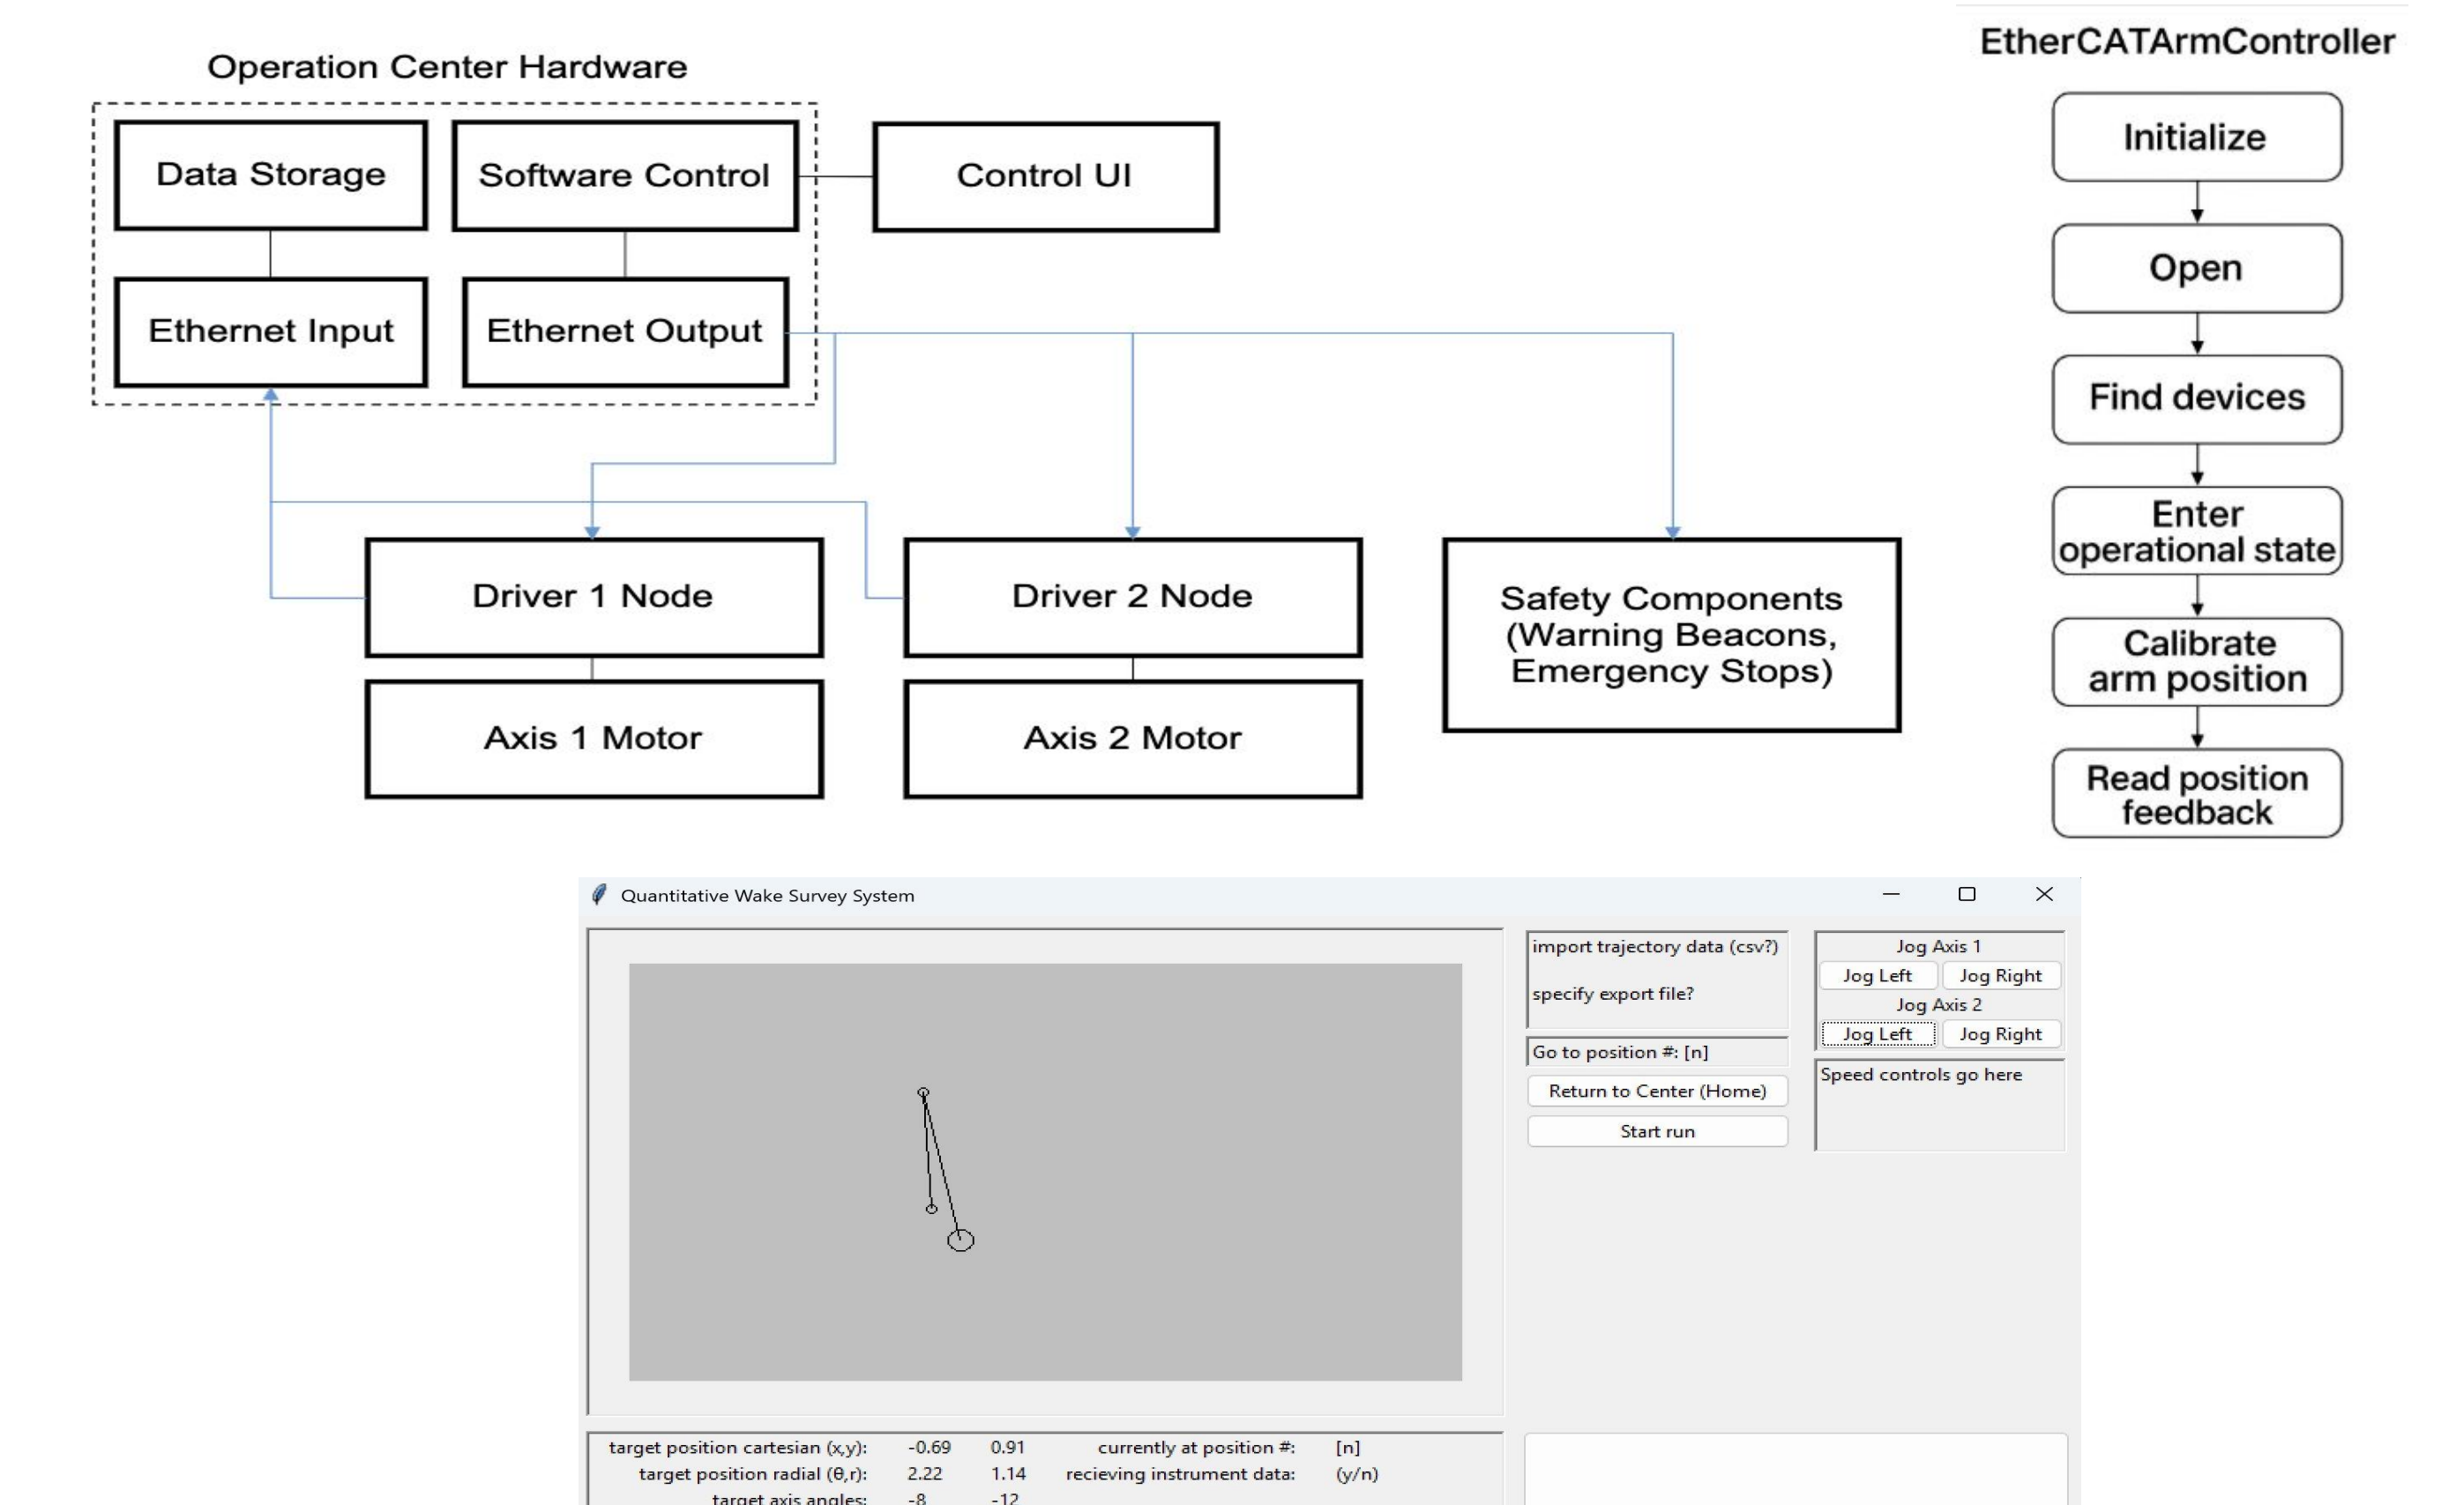 Operation Center Hardware
Data Storage
Software Control
Control UI
Ethernet Input
Ethernet Output
Driver 1 Node
Driver 2 Node
Safety Components
(Warning Beacons,
Emergency Stops)
Axis 1 Motor
Axis 2 Motor
EtherCATArmController
Initialize
Open
Find devices
Enter
operational state
Calibrate
arm position
Read position
feedback
Quantitative Wake Survey System
import trajectory data (csv?)
specify export file?
Go to position #: [n]
Return to Center (Home)
Start run
Jog Axis 1
Jog Left Jog Right
Jog Axis 2
Jog Left Jog Right
Speed controls go here
target position cartesian (x,y): -0.69 0.91 currently at position #: [n]
target position radial (θ,r): 2.22 1.14 recieving instrument data: (y/n)
target axis angles: -8 -12